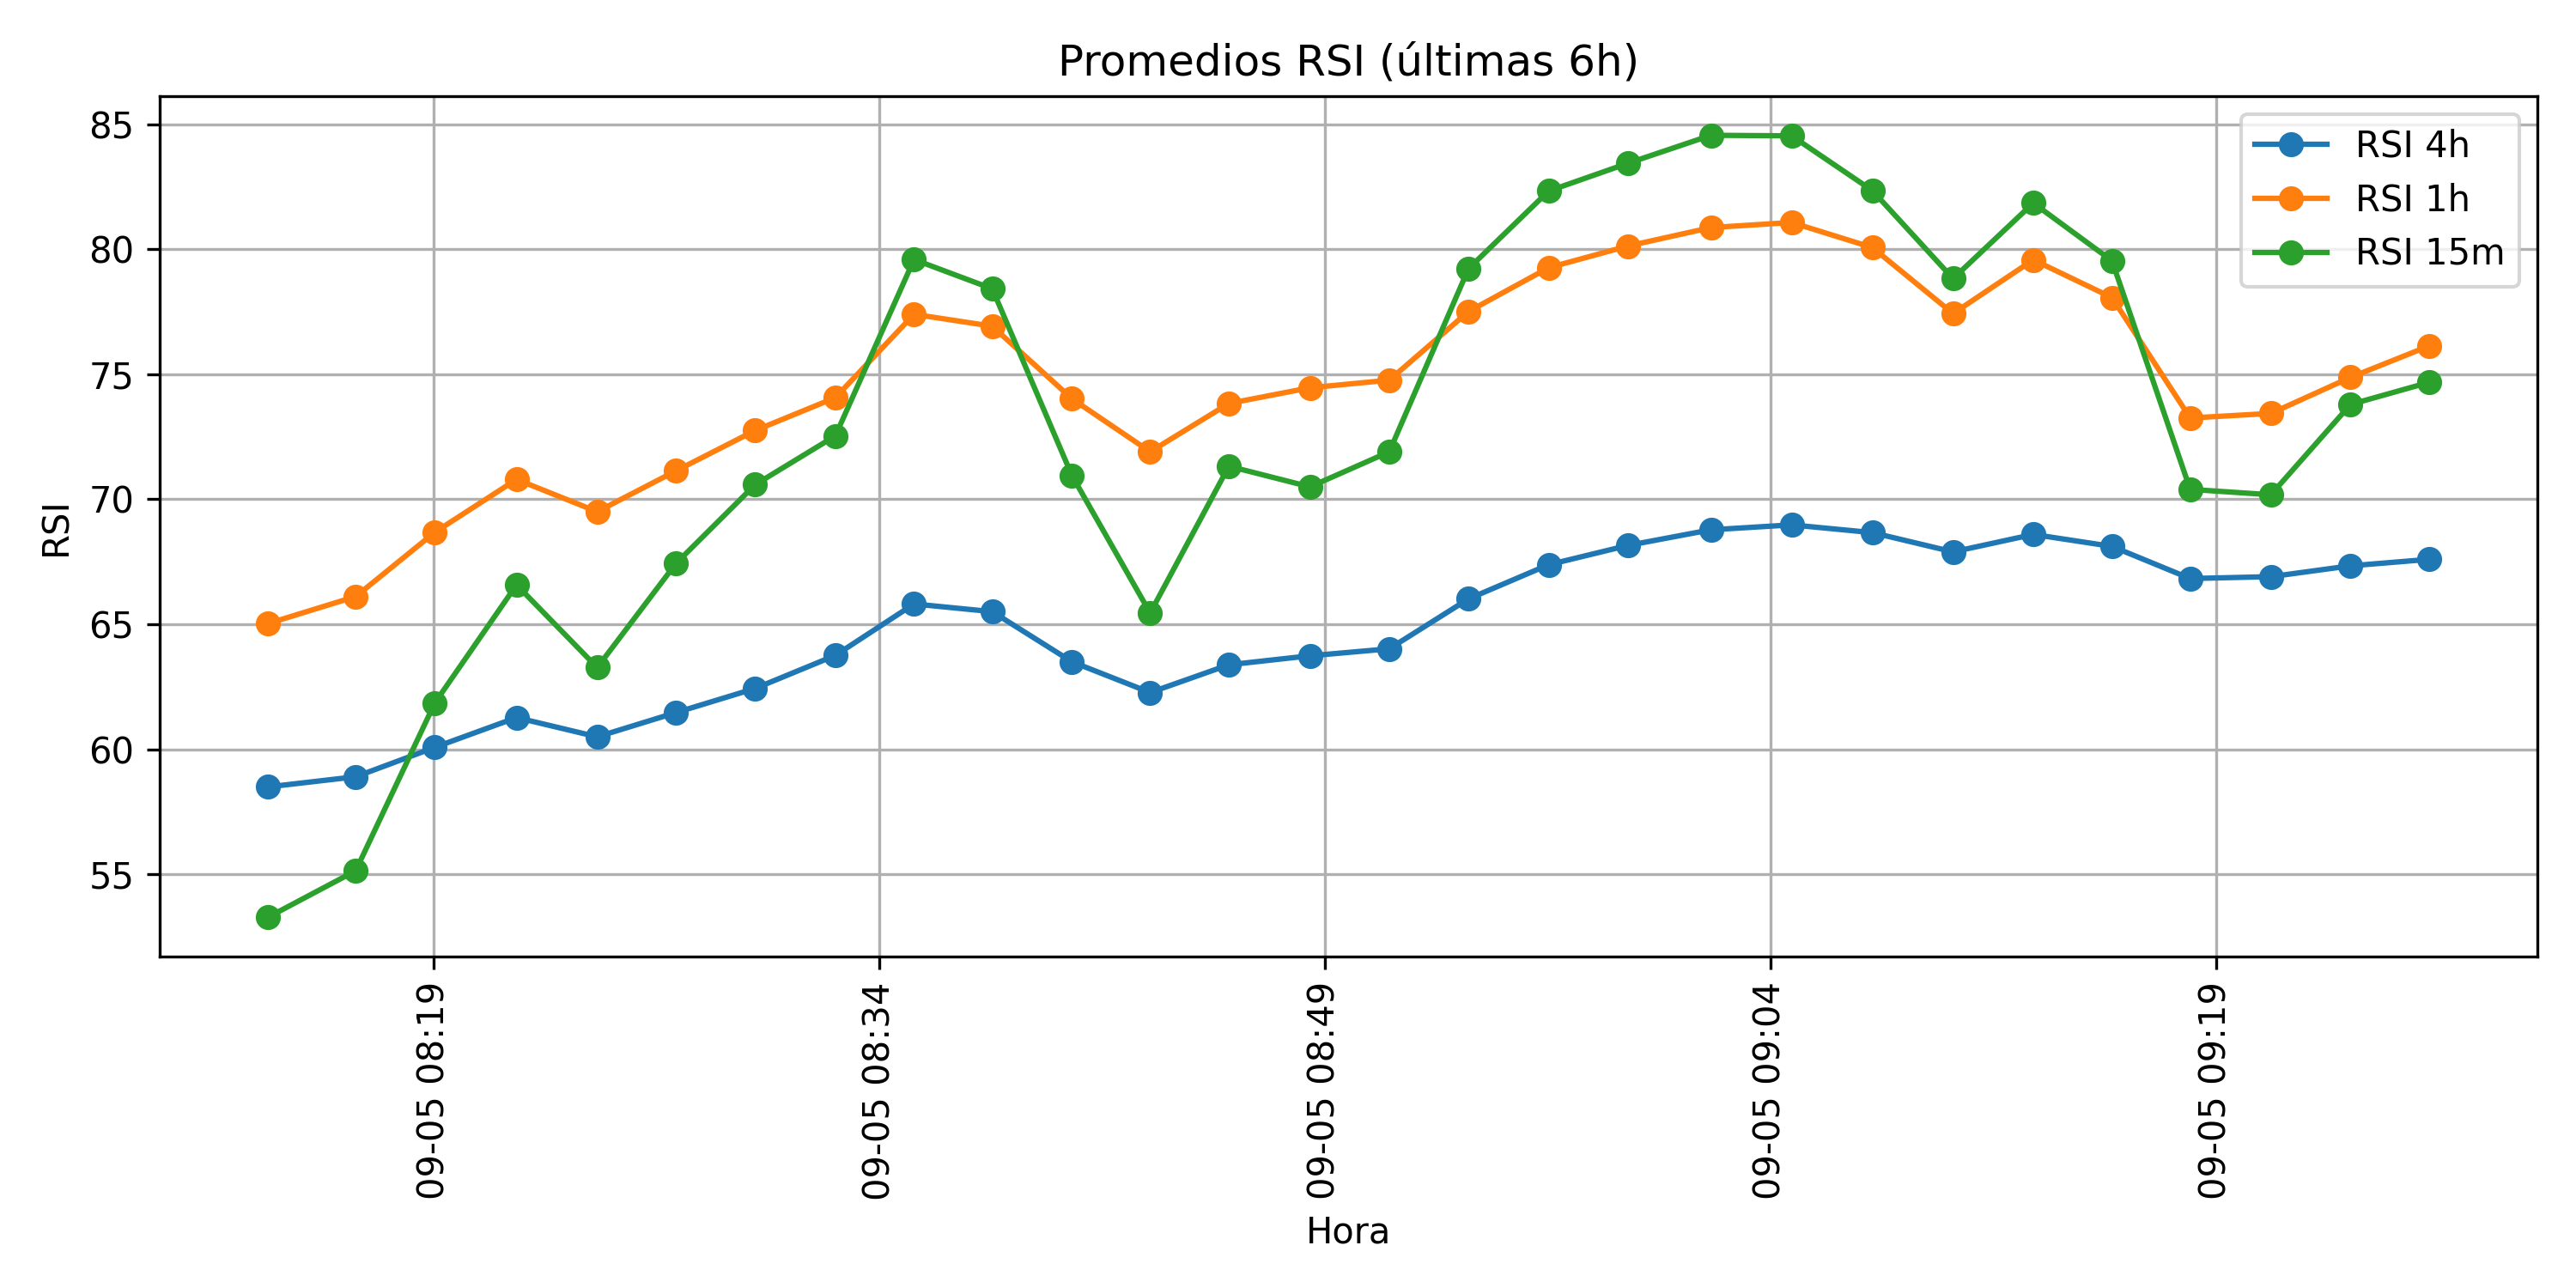 Promedios RSI (últimas 6h)
RSI 4h
RSI 1h
RSI 15m
RSI
85
80
75
70
65
60
55
09-05 08:19
09-05 08:34
09-05 08:49
09-05 09:04
09-05 09:19
Hora